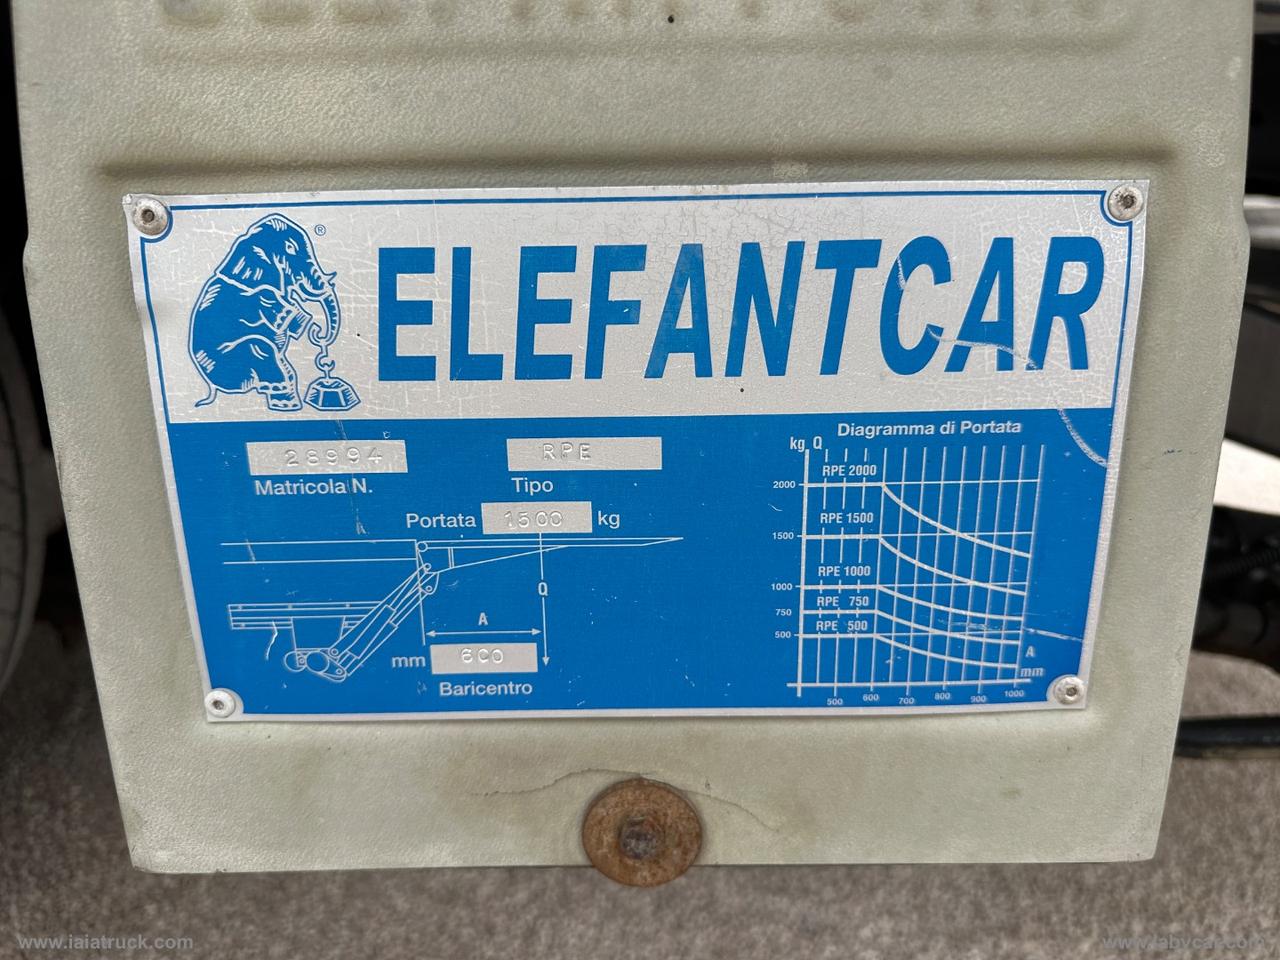 ®
ELEFANTCAR
28994
RPE
Matricola N.
Tipo
Portata 1500 kg
Q
A
mm 600
Baricentro
Diagramma di Portata
kg Q
RPE 2000
2000
RPE 1500
1500
RPE 1000
1000
RPE 750
750
RPE 500
500
A
mm
500 600 700 800 900 1000
www.iaiatruck.com
www.labycar.com